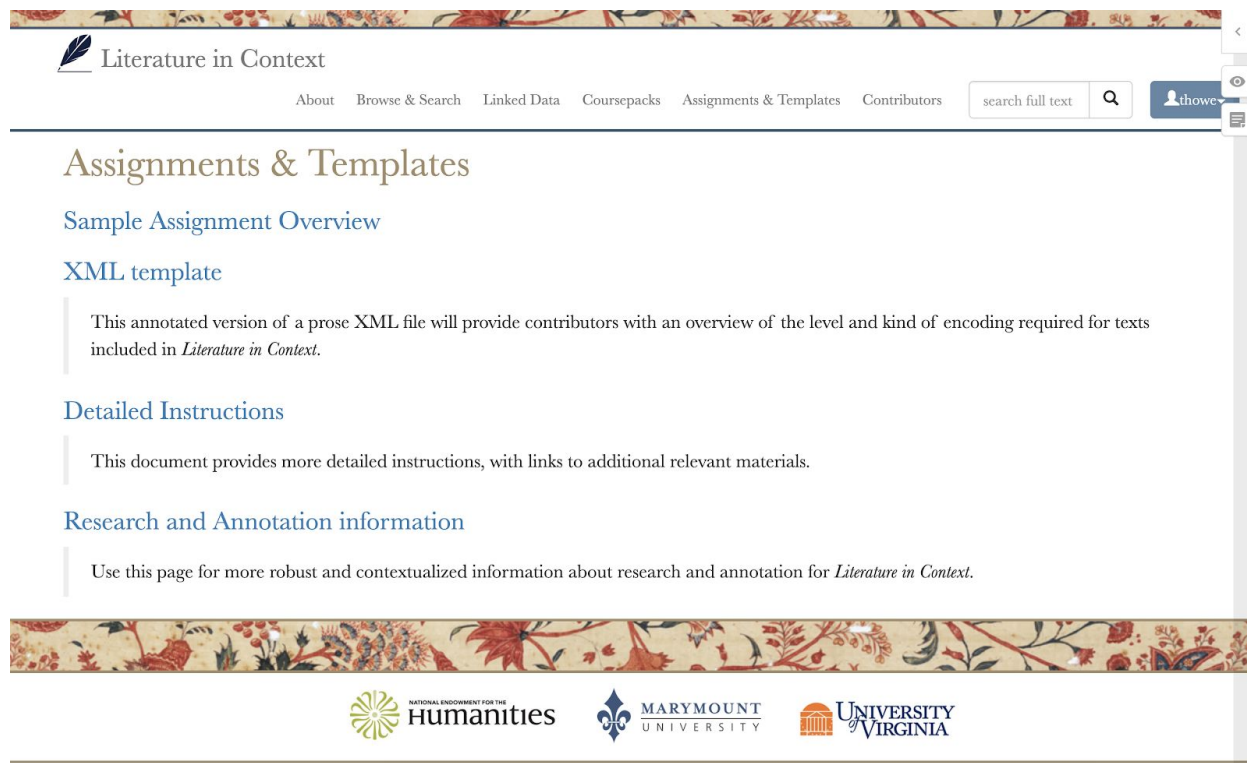 Literature in Context
About Browse & Search Linked Data Coursepacks Assignments & Templates Contributors search full text thowe
Assignments & Templates
Sample Assignment Overview
XML template
This annotated version of a prose XML file will provide contributors with an overview of the level and kind of encoding required for texts
included in Literature in Context.
Detailed Instructions
This document provides more detailed instructions, with links to additional relevant materials.
Research and Annotation information
Use this page for more robust and contextualized information about research and annotation for Literature in Context.
NATIONAL ENDOWMENT FOR THE
Humanities
MARYMOUNT
UNIVERSITY
UNIVERSITY
of VIRGINIA